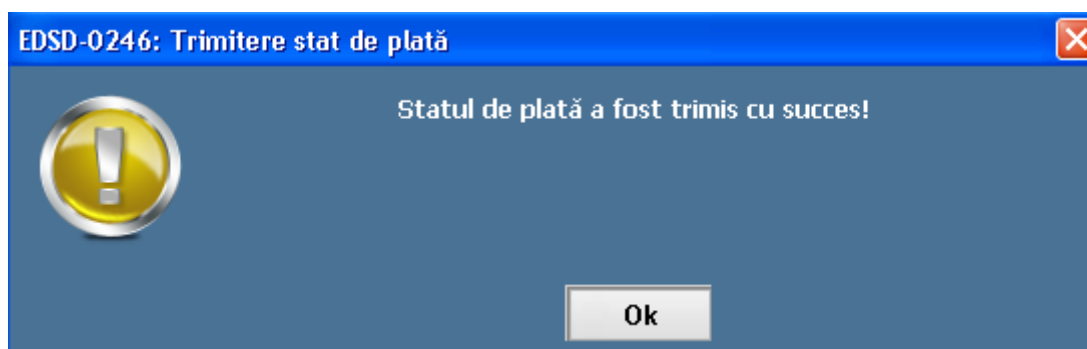 EDSD-0246: Trimitere stat de plată
Statul de plată a fost trimis cu succes!
Ok